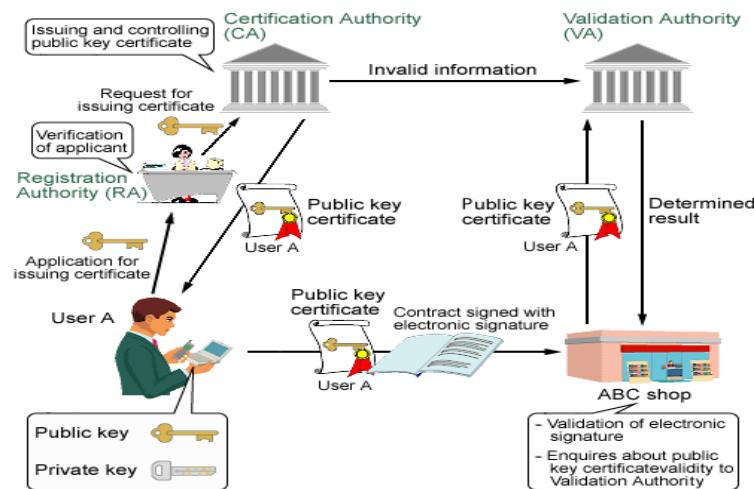 Certification Authority
(CA)
Validation Authority
(VA)
Issuing and controlling
public key certificate
Invalid information
Request for
issuing certificate
Verification
of applicant
Registration
Authority (RA)
Public key
certificate
User A
Public key
certificate
User A
Determined
result
Application for
issuing certificate
User A
Public key
certificate
User A
Contract signed with
electronic signature
ABC shop
Public key
Private key
- Validation of electronic
signature
- Enquires about public
key certificatevalidity to
Validation Authority